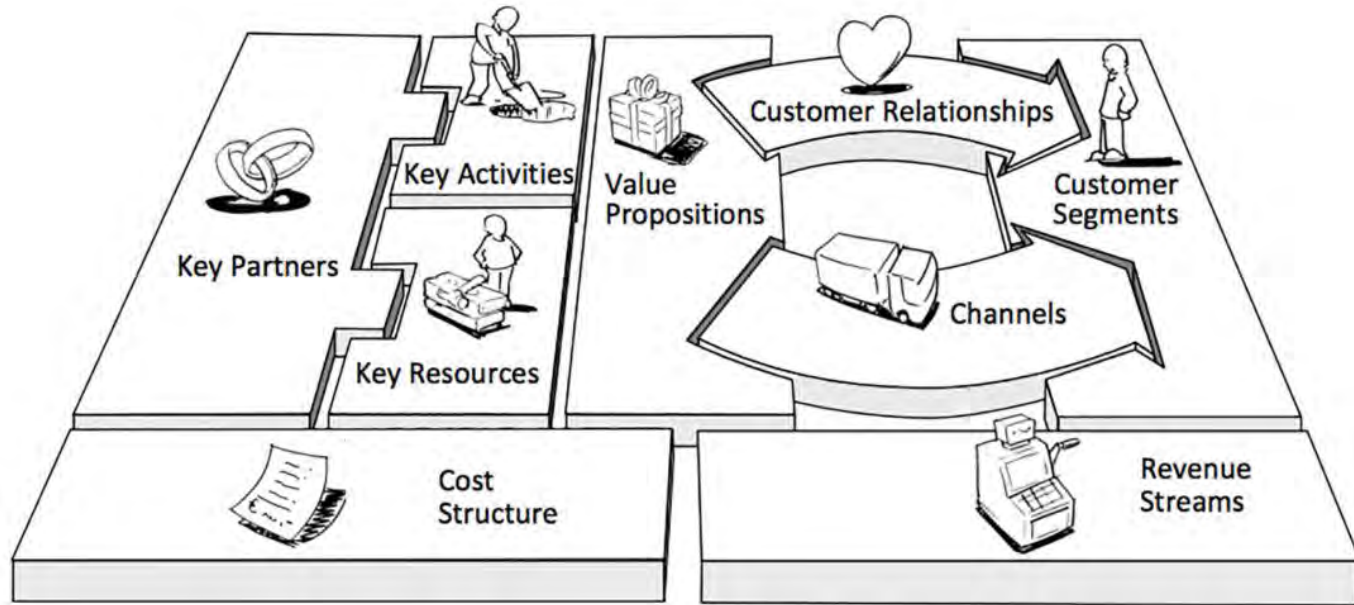 Customer Relationships
Key Activities
Value
Propositions
Customer
Segments
Key Partners
Channels
Key Resources
Cost
Structure
Revenue
Streams